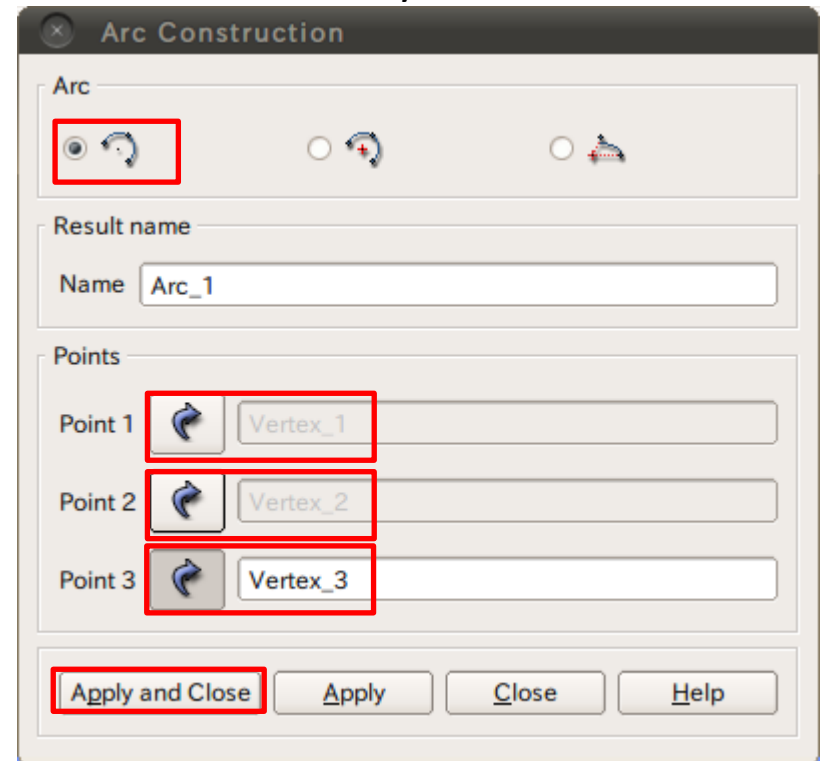 Arc Construction
Arc
Result name
Name Arc_1
Points
Point 1 Vertex_1
Point 2 Vertex_2
Point 3 Vertex_3
Apply and Close Apply Close Help